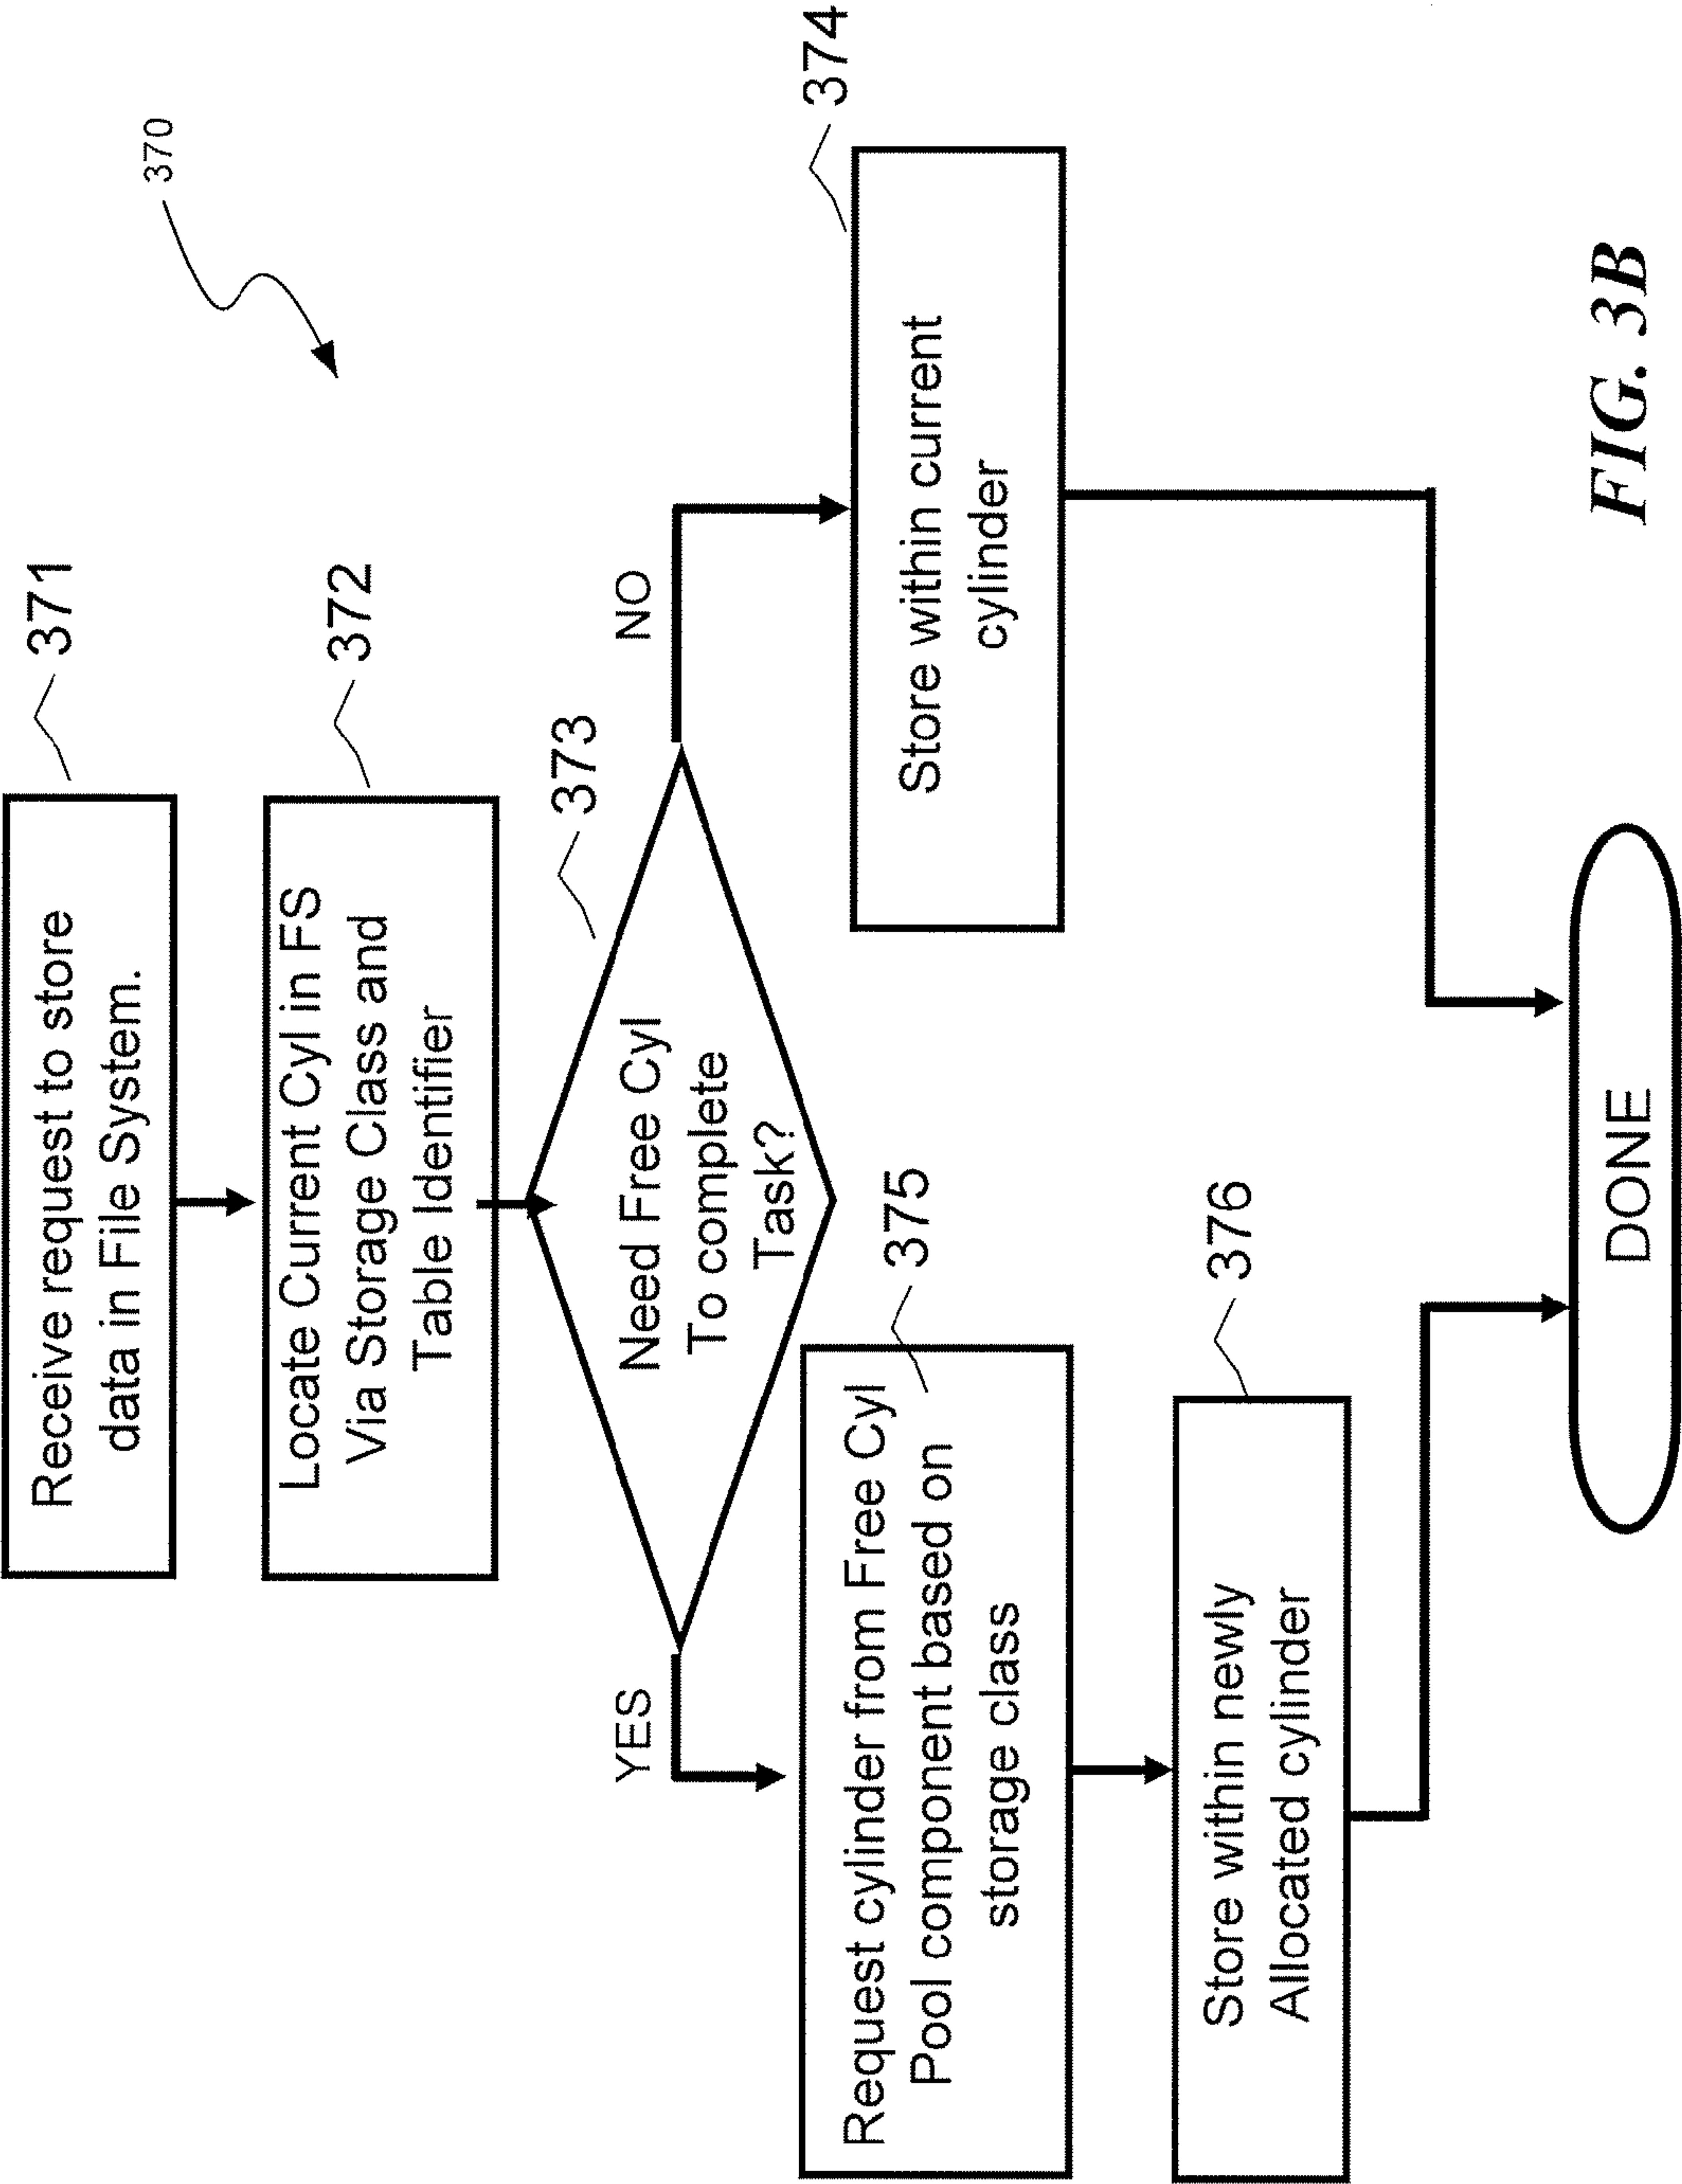 370
Receive request to store
data in File System.
371
Locate Current Cyl in FS
Via Storage Class and
Table Identifier
372
Need Free Cyl
To complete
Task?
373
YES
NO
Request cylinder from Free Cyl
Pool component based on
storage class
375
Store within current
cylinder
374
Store within newly
Allocated cylinder
376
DONE
FIG. 3B